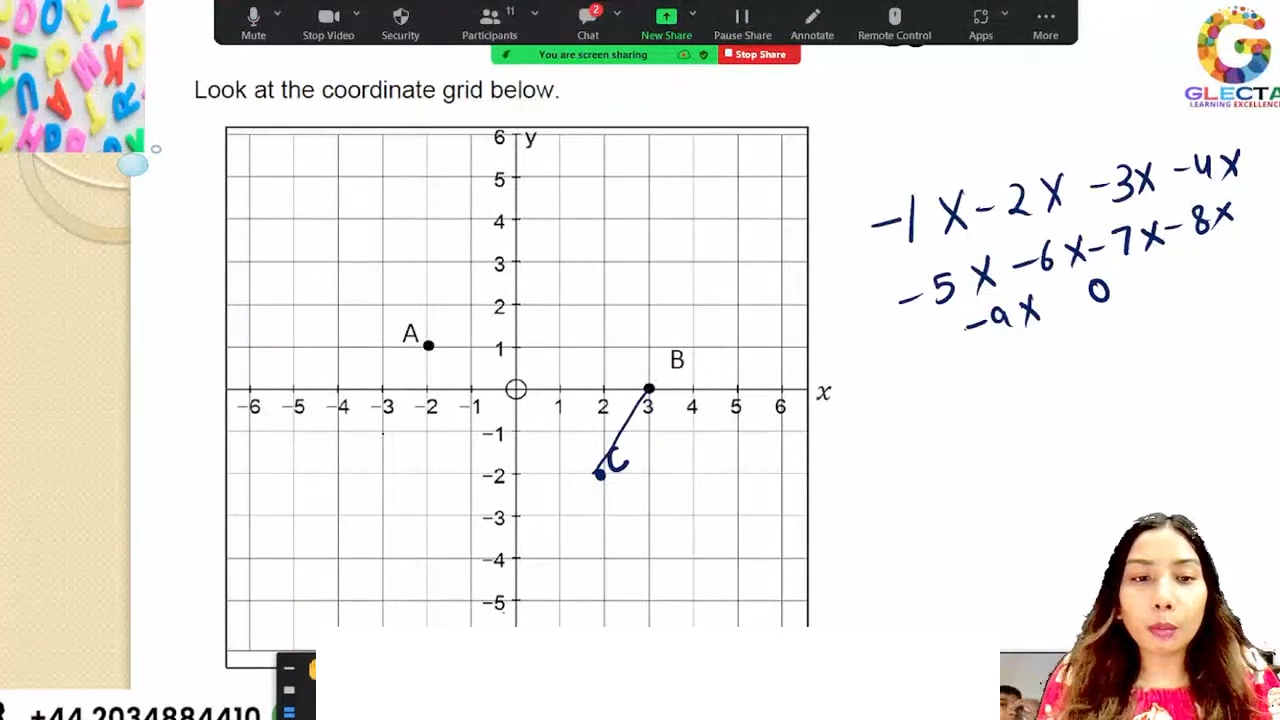 Mute Stop Video Security Participants 11 Chat 2 New Share Pause Share Annotate Remote Control Apps More
You are screen sharing Stop Share
G
GLECTA
LEARNING EXCELLENCE
Look at the coordinate grid below.
6 y
5
4
3
2
1
A
B
−6 −5 −4 −3 −2 −1 1 2 3 4 5 6 x
−1
−2
C
−3
−4
−5
-1 X -2 X -3X -4X
-5 X -6 X -7 X -8X
-9X 0
+44 2034884410